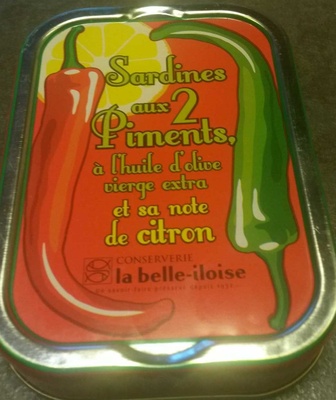 Sardines
aux 2
Piments,
à l'huile d'olive
vierge extra
et sa note
de citron
CONSERVERIE
la belle-iloise